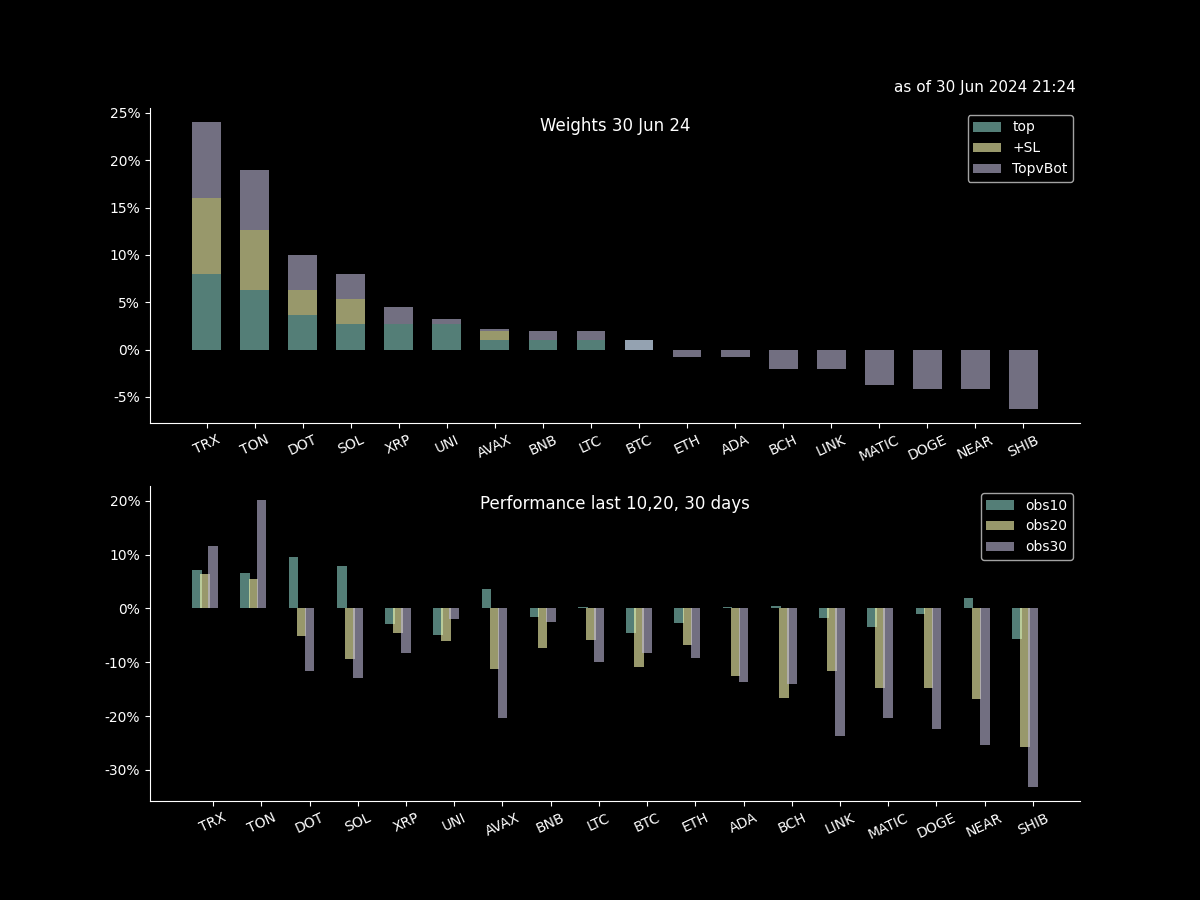 as of 30 Jun 2024 21:24
Weights 30 Jun 24
top
+SL
TopvBot
25%
20%
15%
10%
5%
0%
-5%
TRX TON DOT SOL XRP UNI AVAX BNB LTC BTC ETH ADA BCH LINK MATIC DOGE NEAR SHIB
Performance last 10,20, 30 days
obs10
obs20
obs30
20%
10%
0%
-10%
-20%
-30%
TRX TON DOT SOL XRP UNI AVAX BNB LTC BTC ETH ADA BCH LINK MATIC DOGE NEAR SHIB